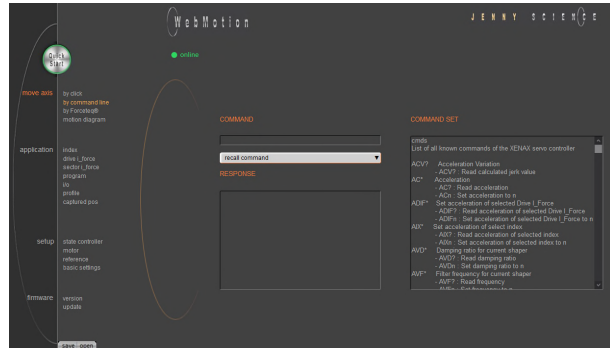 WebMotion
JENNY SCIENCE
Quick
Start
online
move axis
by click
by command line
by Forceteq®
motion diagram
application
index
drive i_force
sector i_force
program
i/o
profile
captured pos
setup
state controller
motor
reference
basic settings
firmware
version
update
save - open
COMMAND
recall command
RESPONSE
COMMAND SET
cmds
List of all known commands of the XENAX servo controller
ACV? Acceleration Variation
- ACV? : Read calculated jerk value
AC* Acceleration
- AC? : Read acceleration
- ACn : Set acceleration to n
ADIF* Set acceleration of selected Drive I_Force
- ADIF? : Read acceleration of selected Drive I_Force
- ADIFn : Set acceleration of selected Drive I_Force
AIX* Set acceleration of select index
- AIX? : Read acceleration of selected index
- AIXn : Set acceleration of selected index to n
AVD* Damping ratio for current shaper
- AVD? : Read damping ratio
- AVDn : Set damping ratio to n
AVF* Filter frequency for current shaper
- AVF? : Read frequency
- AVFn : Set frequency to n